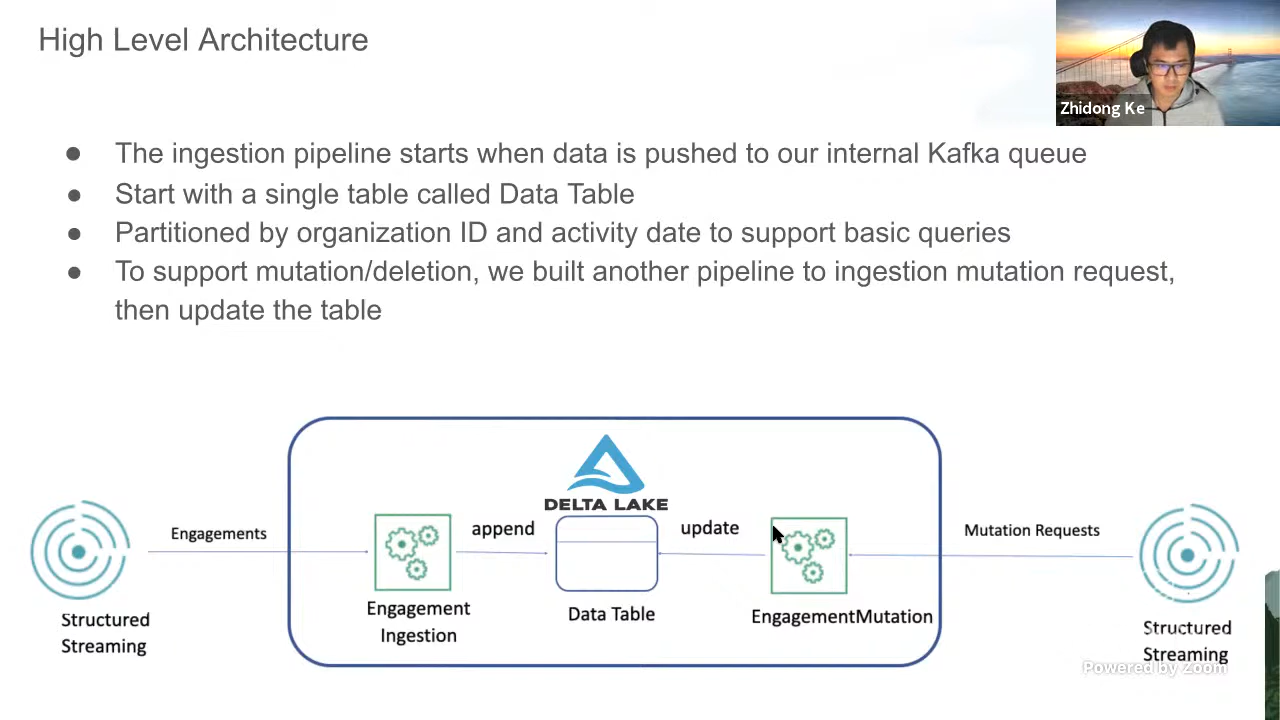 High Level Architecture
Zhidong Ke
● The ingestion pipeline starts when data is pushed to our internal Kafka queue
● Start with a single table called Data Table
● Partitioned by organization ID and activity date to support basic queries
● To support mutation/deletion, we built another pipeline to ingestion mutation request,
then update the table
DELTA LAKE
Engagements
append
update
Mutation Requests
Engagement
Ingestion
Data Table
EngagementMutation
Structured
Streaming
Structured
Streaming
Powered by Zoom